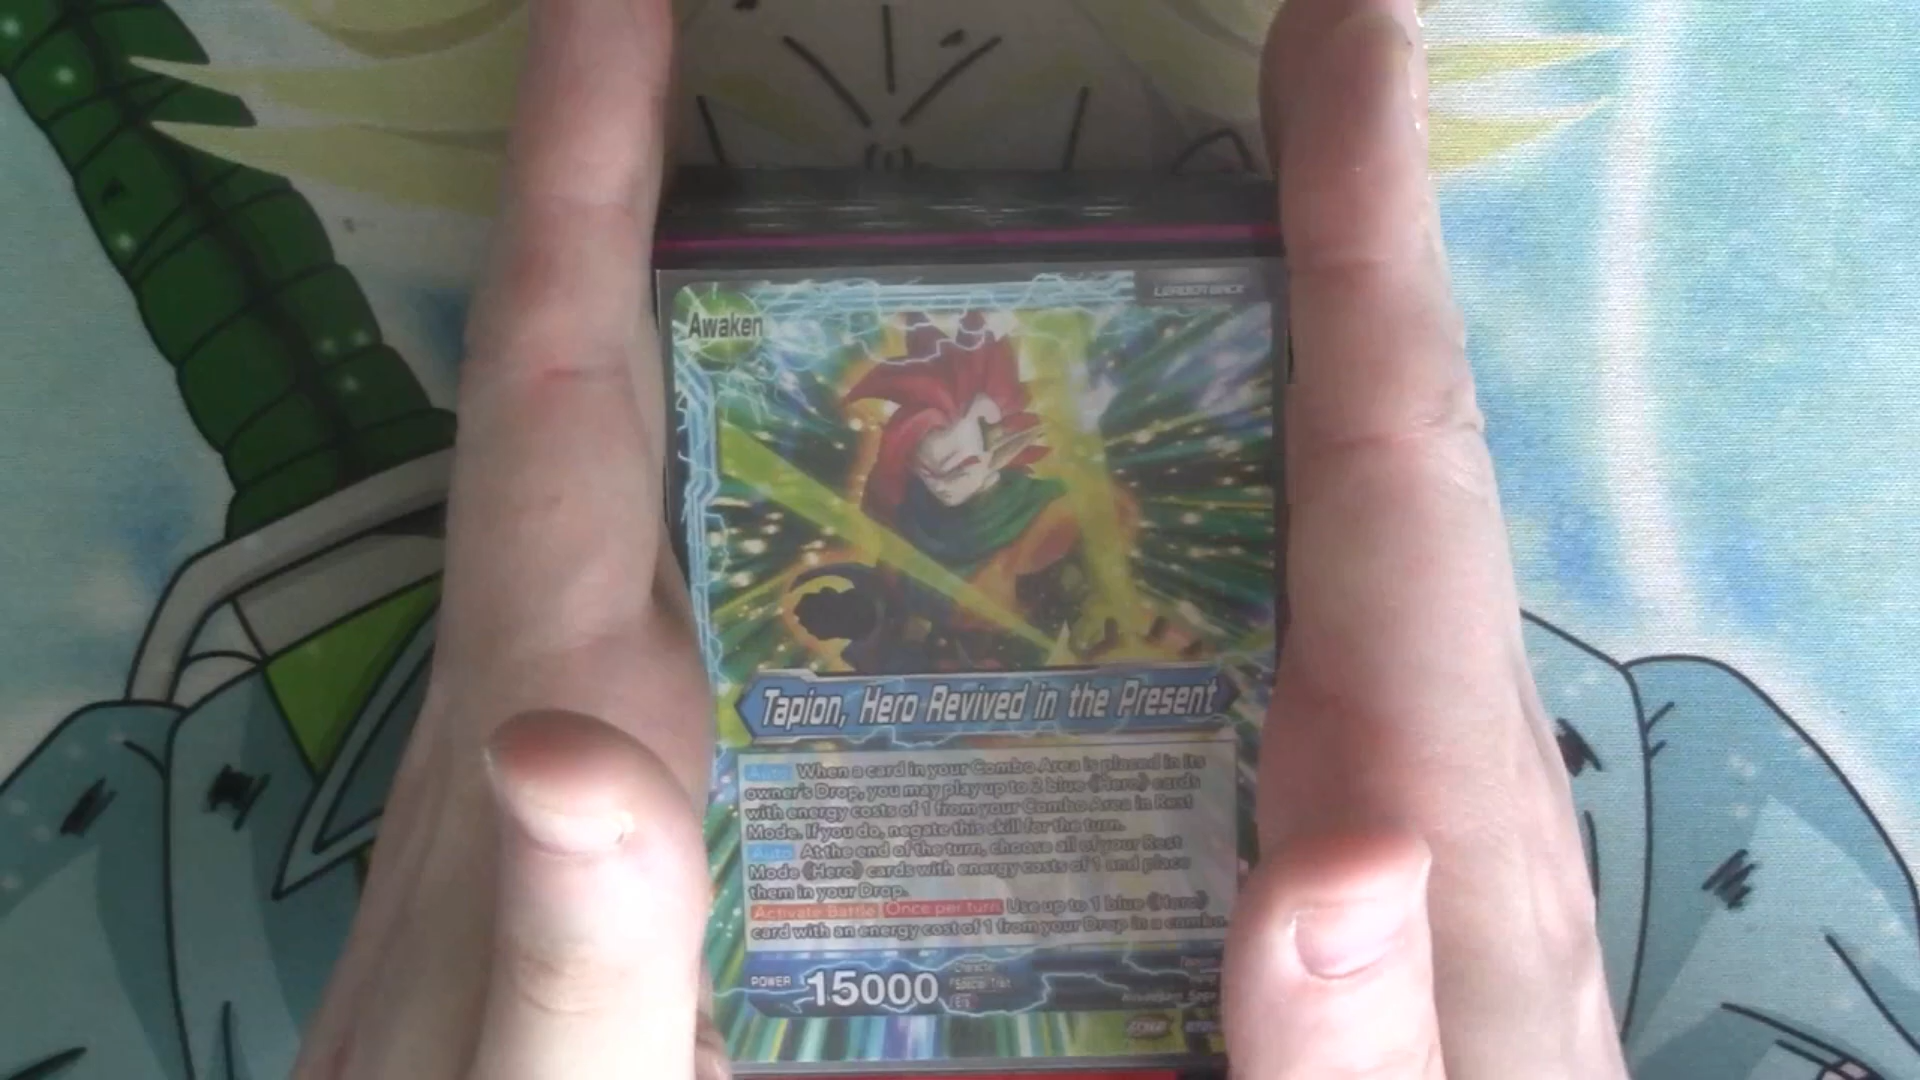 LEADER BACK
Awaken
Tapion, Hero Revived in the Present
Auto When a card in your Combo Area is placed in its
owner's Drop, you may play up to 2 blue《Hero》cards
with energy costs of 1 from your Combo Area in Rest
Mode. If you do, negate this skill for the turn.
Auto At the end of the turn, choose all of your Rest
Mode《Hero》cards with energy costs of 1 and place
them in your Drop.
Activate Battle Once per turn Use up to 1 blue《Hero》
card with an energy cost of 1 from your Drop in a combo.
POWER 15000
Character
Special Trait
Era